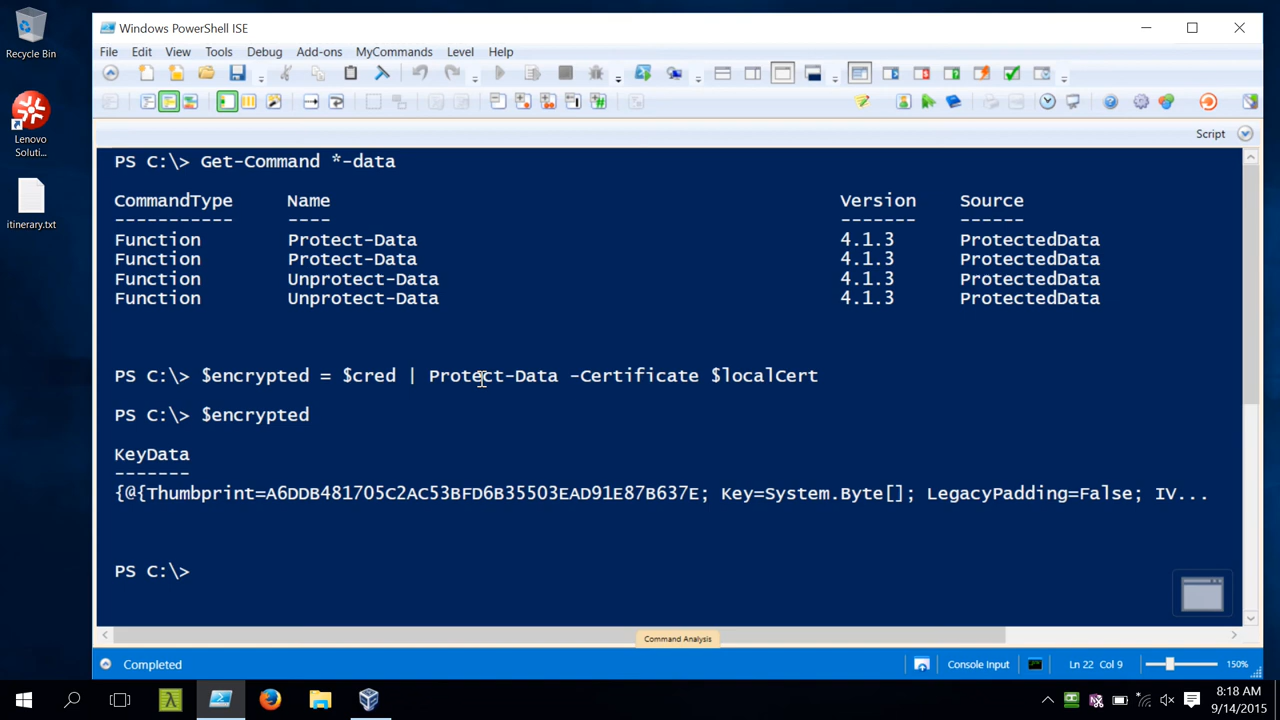 Recycle Bin
Lenovo
Soluti...
itinerary.txt
Windows PowerShell ISE
File Edit View Tools Debug Add-ons MyCommands Level Help
Script
PS C:\> Get-Command *-data
CommandType Name Version Source
----------- ---- ------- ------
Function Protect-Data 4.1.3 ProtectedData
Function Protect-Data 4.1.3 ProtectedData
Function Unprotect-Data 4.1.3 ProtectedData
Function Unprotect-Data 4.1.3 ProtectedData
PS C:\> $encrypted = $cred | Protect-Data -Certificate $localCert
PS C:\> $encrypted
KeyData
-------
{@{Thumbprint=A6DDB481705C2AC53BFD6B35503EAD91E87B637E; Key=System.Byte[]; LegacyPadding=False; IV...
PS C:\>
Command Analysis
Completed Console Input Ln 22 Col 9 150%
8:18 AM
9/14/2015